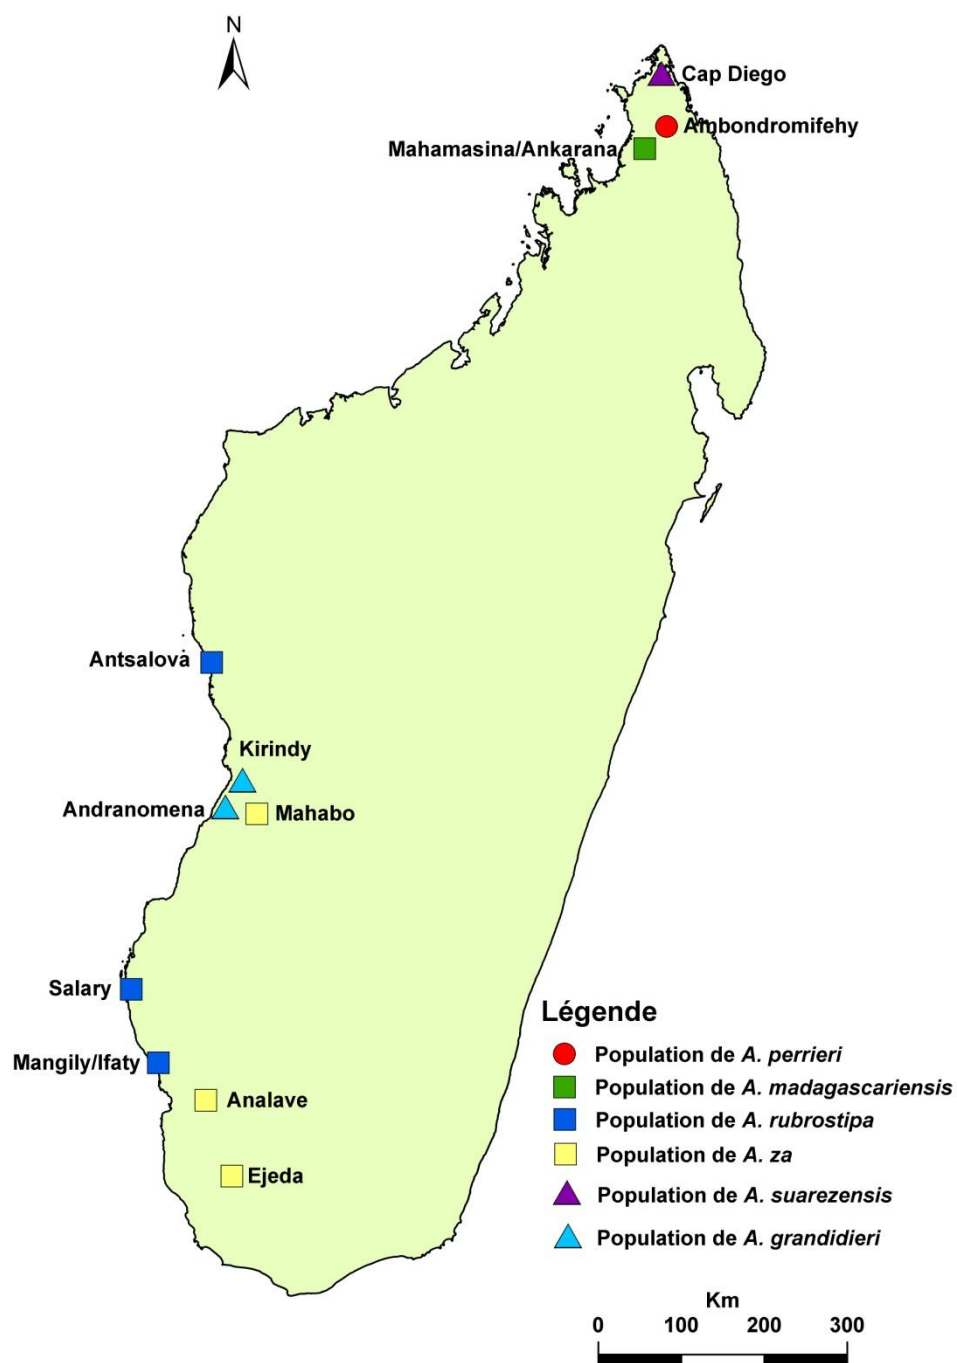 N
Cap Diego
Ambondromifehy
Mahamasina/Ankarana
Antsalova
Kirindy
Andranomena
Mahabo
Salary
Mangily/Ifaty
Analave
Ejeda
Légende
Population de A. perrieri
Population de A. madagascariensis
Population de A. rubrostipa
Population de A. za
Population de A. suarezensis
Population de A. grandidieri
Km
0 100 200 300